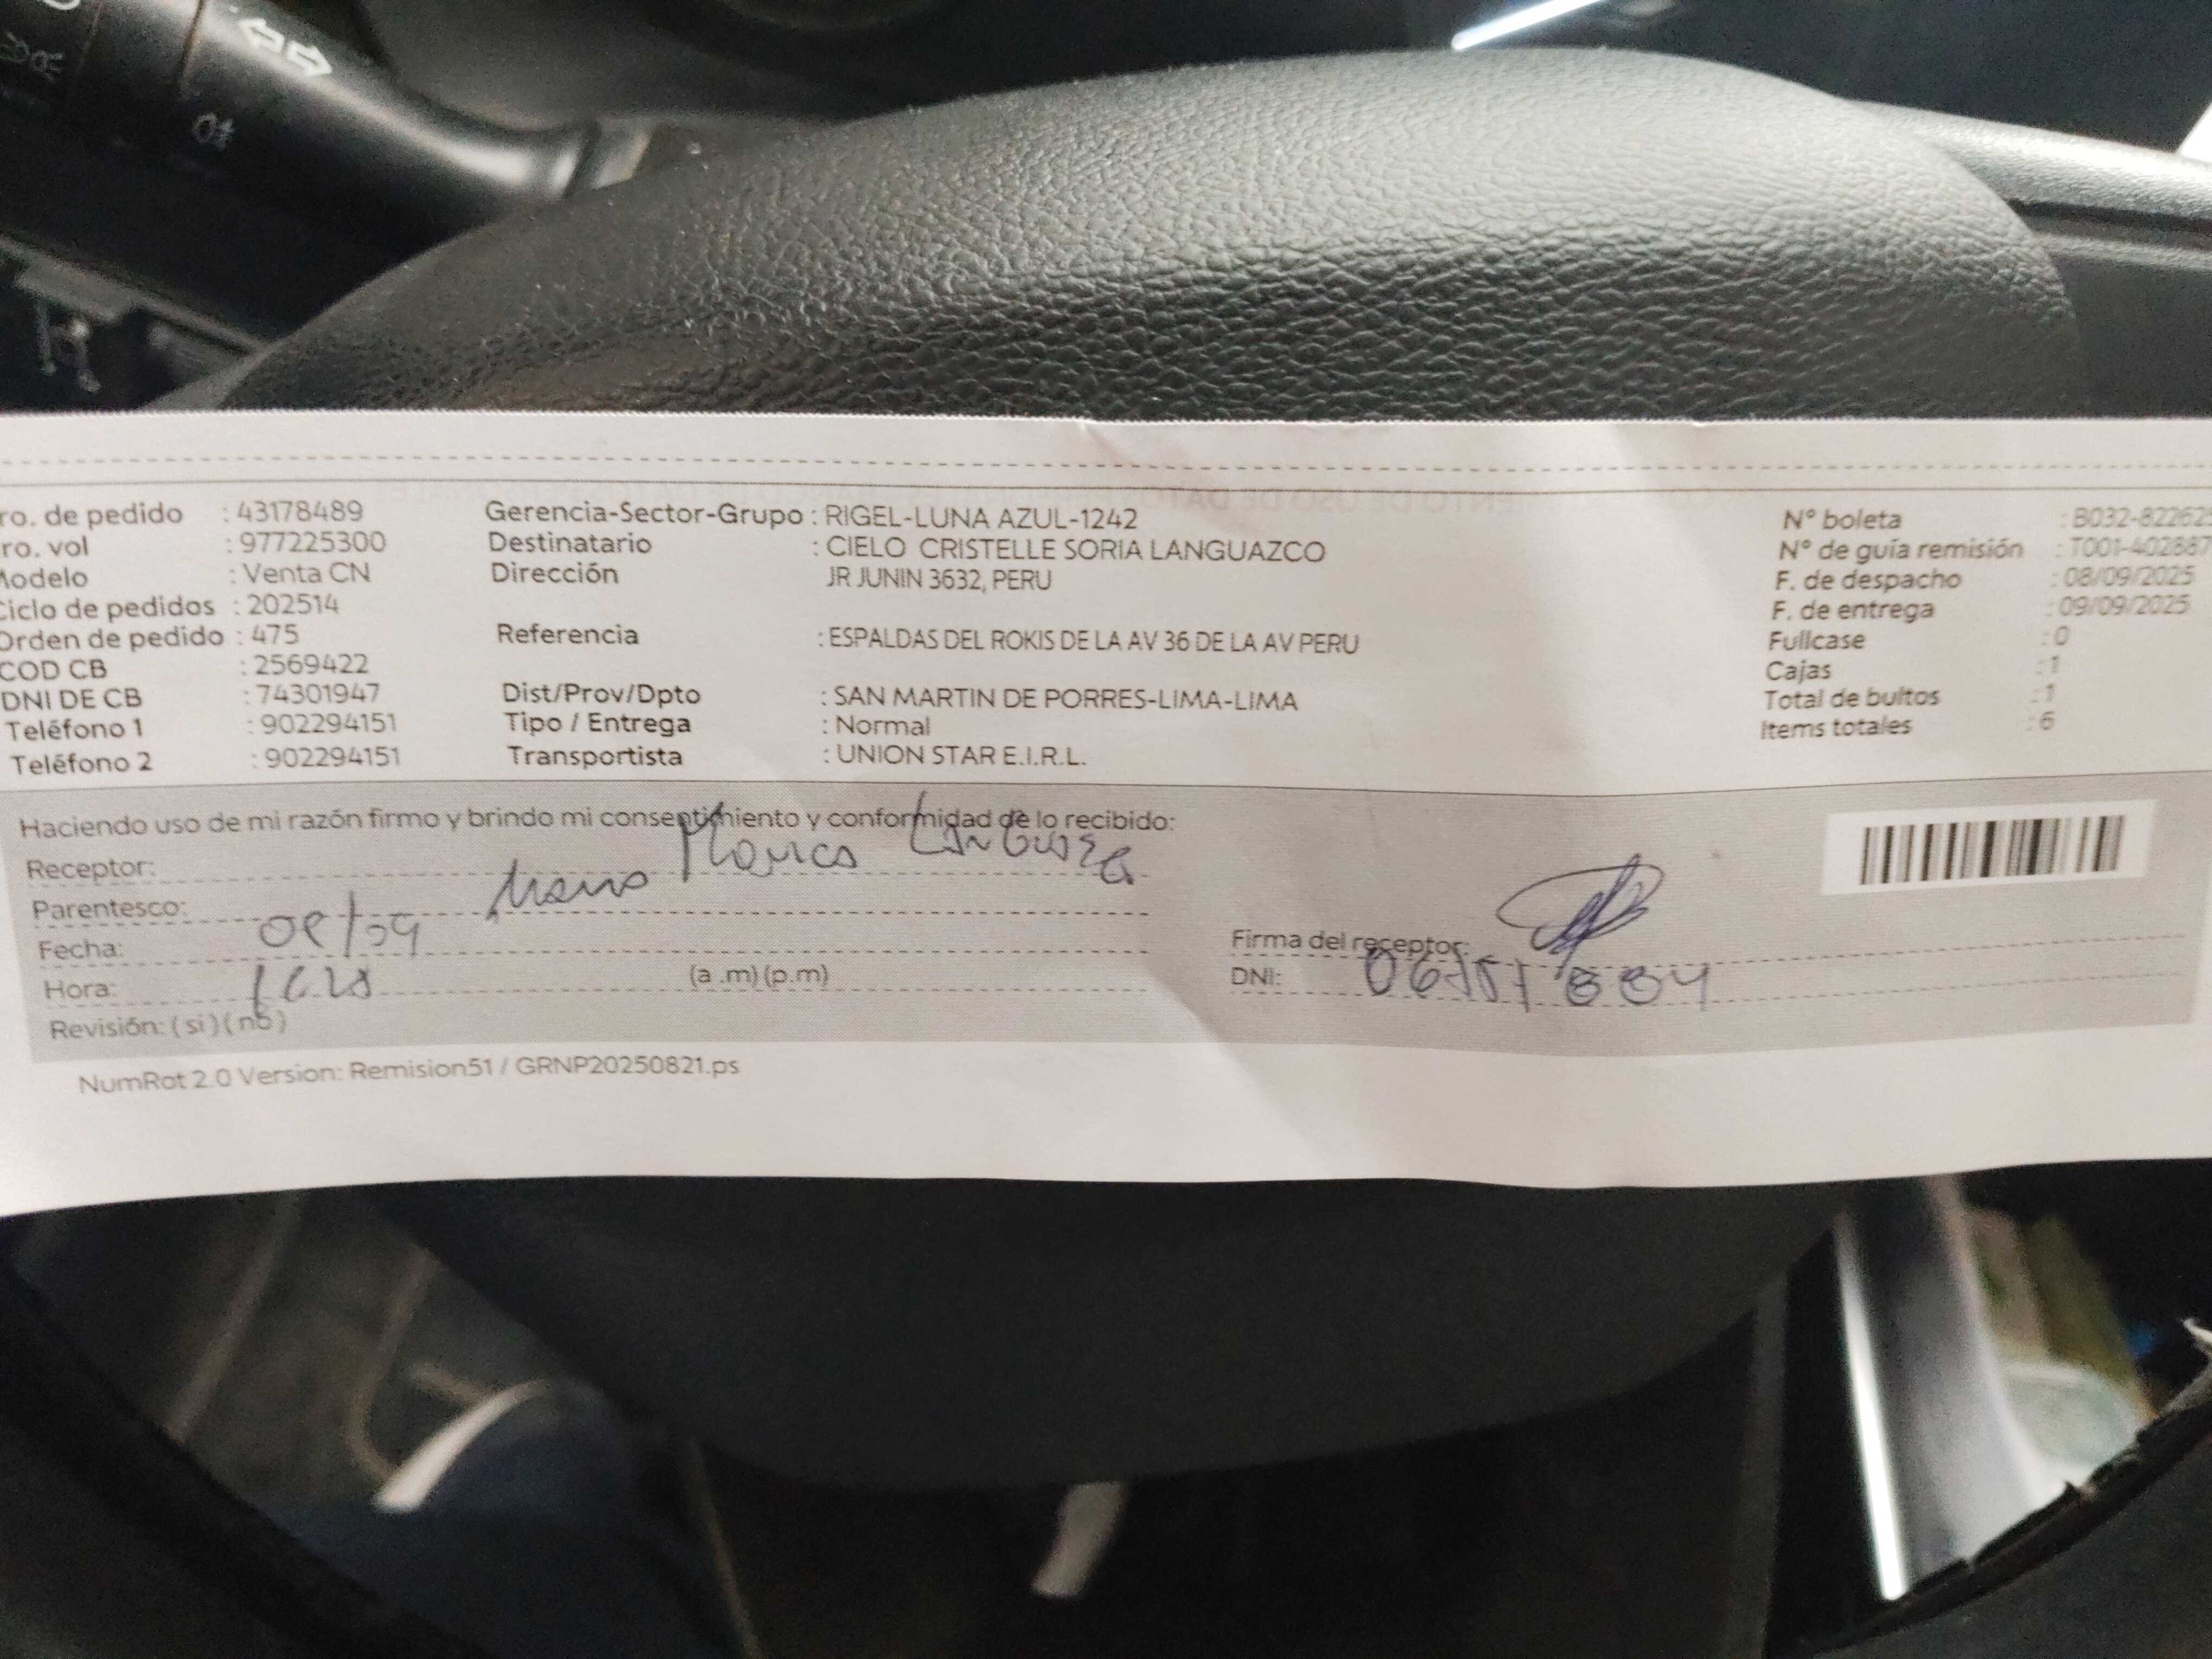 ro. de pedido : 43178489 Gerencia-Sector-Grupo : RIGEL-LUNA AZUL-1242 N° boleta : B032-822625
ro. vol : 977225300 Destinatario : CIELO CRISTELLE SORIA LANGUAZCO N° de guía remisión : T001-402887
Modelo : Venta CN Dirección JR JUNIN 3632, PERU F. de despacho : 08/09/2025
Ciclo de pedidos : 202514 F. de entrega : 09/09/2025
Orden de pedido : 475 Referencia : ESPALDAS DEL ROKIS DE LA AV 36 DE LA AV PERU Fullcase : 0
COD CB : 2569422 Cajas : 1
DNI DE CB : 74301947 Dist/Prov/Dpto : SAN MARTIN DE PORRES-LIMA-LIMA Total de bultos : 1
Teléfono 1 : 902294151 Tipo / Entrega : Normal Items totales : 6
Teléfono 2 : 902294151 Transportista : UNION STAR E.I.R.L.
Haciendo uso de mi razón firmo y brindo mi consentimiento y conformidad de lo recibido:
Receptor: Monica
Parentesco:
Fecha:
Hora: (a .m) (p.m)
Revisión: ( si ) ( no )
Firma del receptor:
DNI:
NumRot 2.0 Version: Remision51 / GRNP20250821.ps